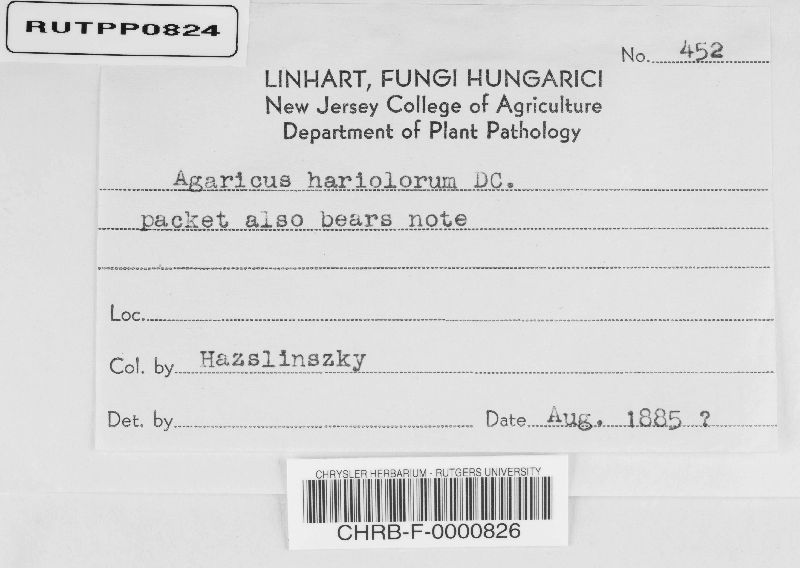 RUTPP0824
No. 452
LINHART, FUNGI HUNGARICI
New Jersey College of Agriculture
Department of Plant Pathology
Agaricus hariolorum DC.
packet also bears note
Loc.
Col. by Hazslinszky
Det. by Date Aug. 1885 ?
CHRYSLER HERBARIUM - RUTGERS UNIVERSITY
CHRB-F-0000826